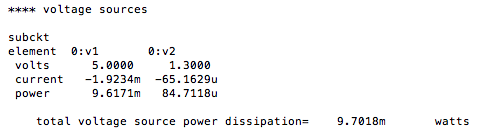 **** voltage sources
subckt
element 0:v1 0:v2
volts 5.0000 1.3000
current -1.9234m -65.1629u
power 9.6171m 84.7118u
total voltage source power dissipation= 9.7018m watts